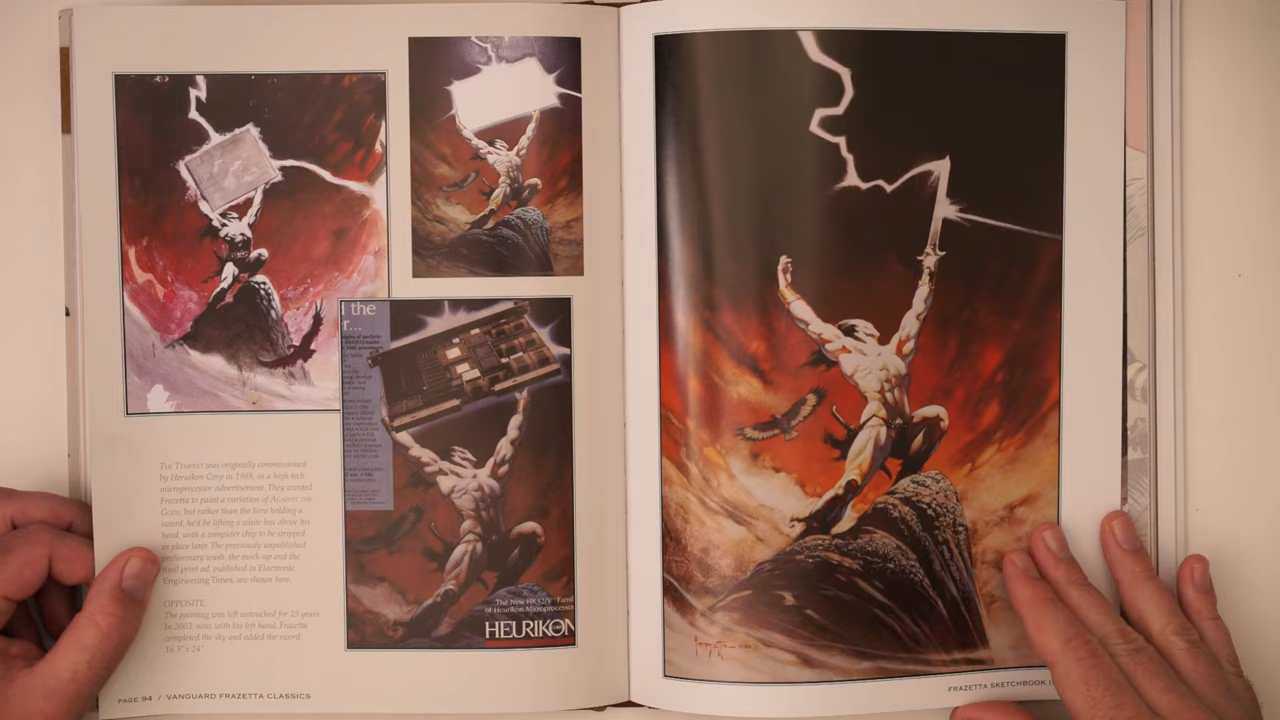 THE TEMPEST was originally commissioned
by Heruikon Corp in 1988, as a high tech
microprocessor advertisement. They wanted
Frazetta to paint a variation of AGAINST THE
GODS, but rather than the hero holding a
sword, he'd be lifting a white box above his
head, with a computer chip to be stripped
in place later. The previously unpublished
preliminary wash, the mock-up and the
final print ad, published in Electronic
Engineering Times, are shown here.
OPPOSITE:
The painting was left untouched for 15 years
In 2003, now, with his left hand, Frazetta
completed the sky and added the sword.
16.5" x 24"
PAGE 94 / VANGUARD FRAZETTA CLASSICS
d the
r...
The New HK32/ Famil
of Heurikon Microprocessor
HEURIKON
FRAZETTA
FRAZETTA SKETCHBOOK I